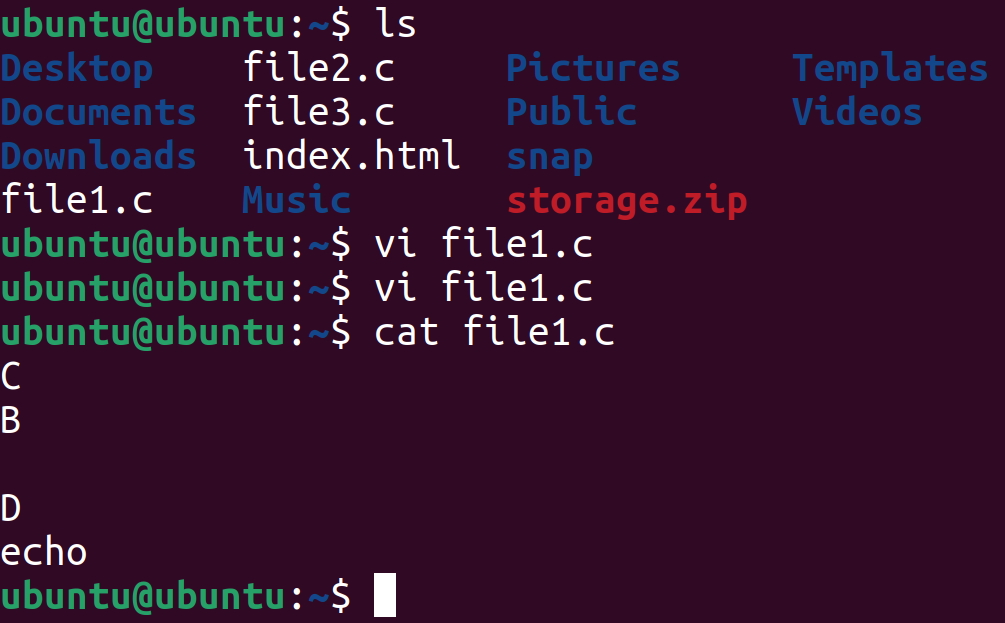 ubuntu@ubuntu:~$ ls
Desktop    file2.c     Pictures     Templates
Documents  file3.c     Public       Videos
Downloads  index.html  snap
file1.c    Music       storage.zip
ubuntu@ubuntu:~$ vi file1.c
ubuntu@ubuntu:~$ vi file1.c
ubuntu@ubuntu:~$ cat file1.c
C
B

D
echo
ubuntu@ubuntu:~$